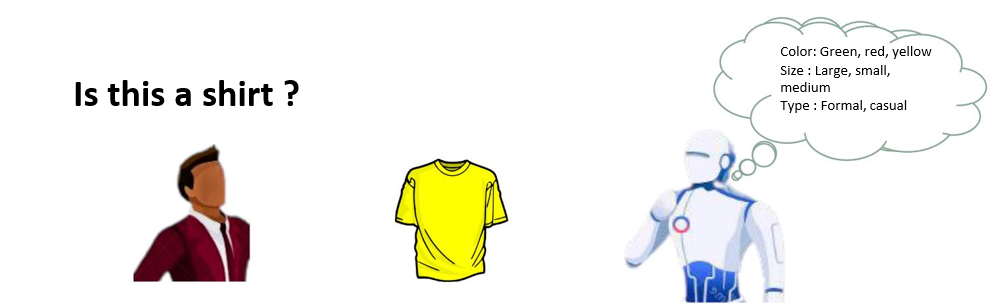 Color: Green, red, yellow
Size : Large, small,
medium
Type : Formal, casual
Is this a shirt ?